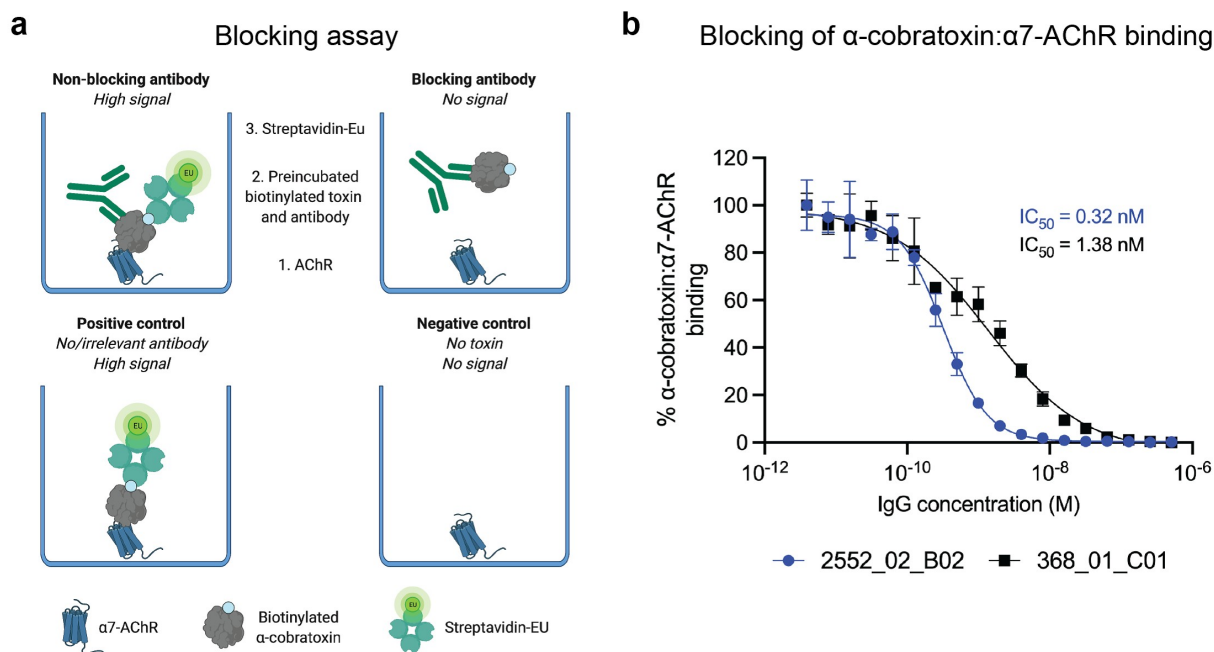 a
Blocking assay
Non-blocking antibody
High signal
Blocking antibody
No signal
3. Streptavidin-Eu
2. Preincubated
biotinylated toxin
and antibody
1. AChR
EU
Positive control
No/irrelevant antibody
High signal
Negative control
No toxin
No signal
EU
α7-AChR
Biotinylated
α-cobratoxin
EU
Streptavidin-EU
b
Blocking of α-cobratoxin:α7-AChR binding
% α-cobratoxin:α7-AChR
binding
120
100
80
60
40
20
0
IC₅₀ = 0.32 nM
IC₅₀ = 1.38 nM
10⁻¹² 10⁻¹⁰ 10⁻⁸ 10⁻⁶
IgG concentration (M)
2552_02_B02 368_01_C01